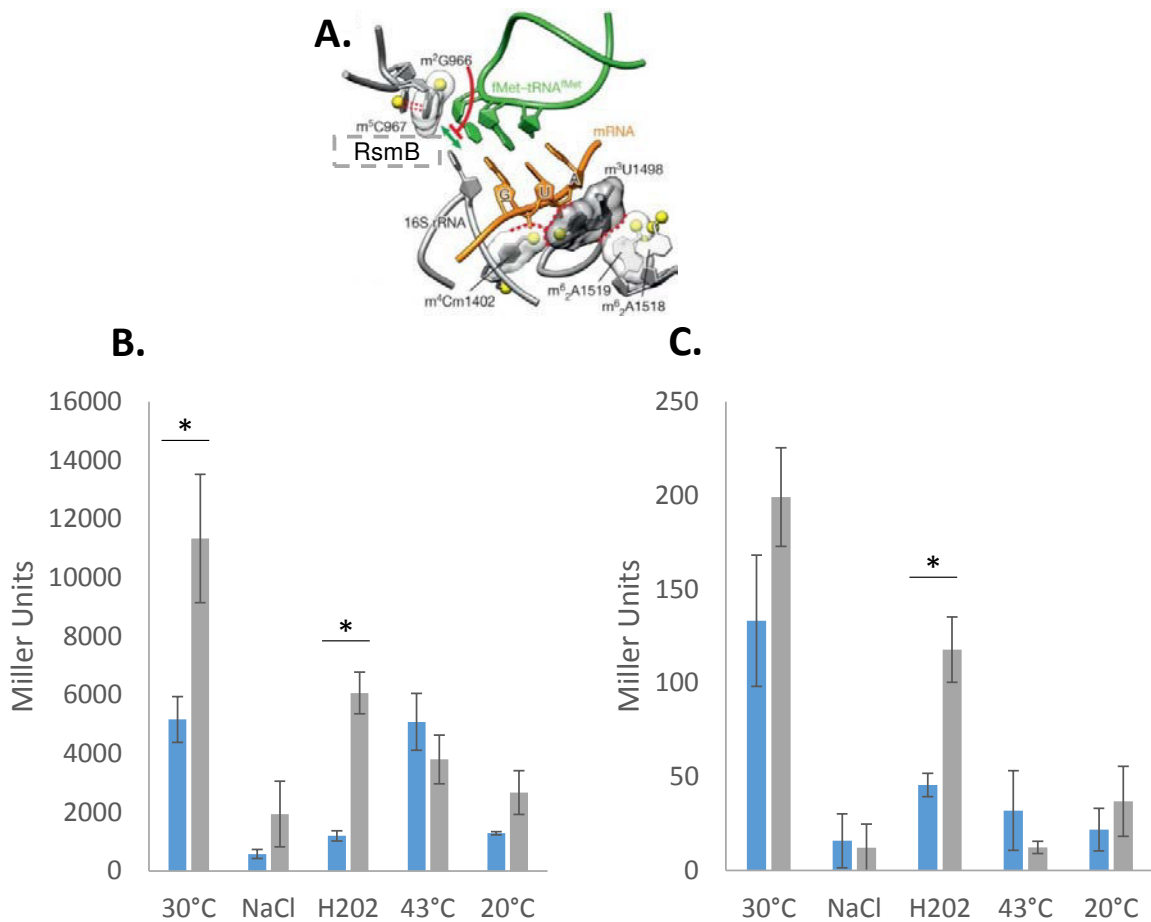 A.
m²G966
fMet–tRNAᶠᴹᵉᵗ
m⁵C967
RsmB
mRNA
m³U1498
G U A
16S rRNA
m⁴Cm1402
m⁶₂A1519
m⁶₂A1518
B.
16000
14000
12000
10000
8000
6000
4000
2000
0
Miller Units
* *
30°C NaCl H202 43°C 20°C
C.
250
200
150
100
50
0
Miller Units
*
30°C NaCl H202 43°C 20°C